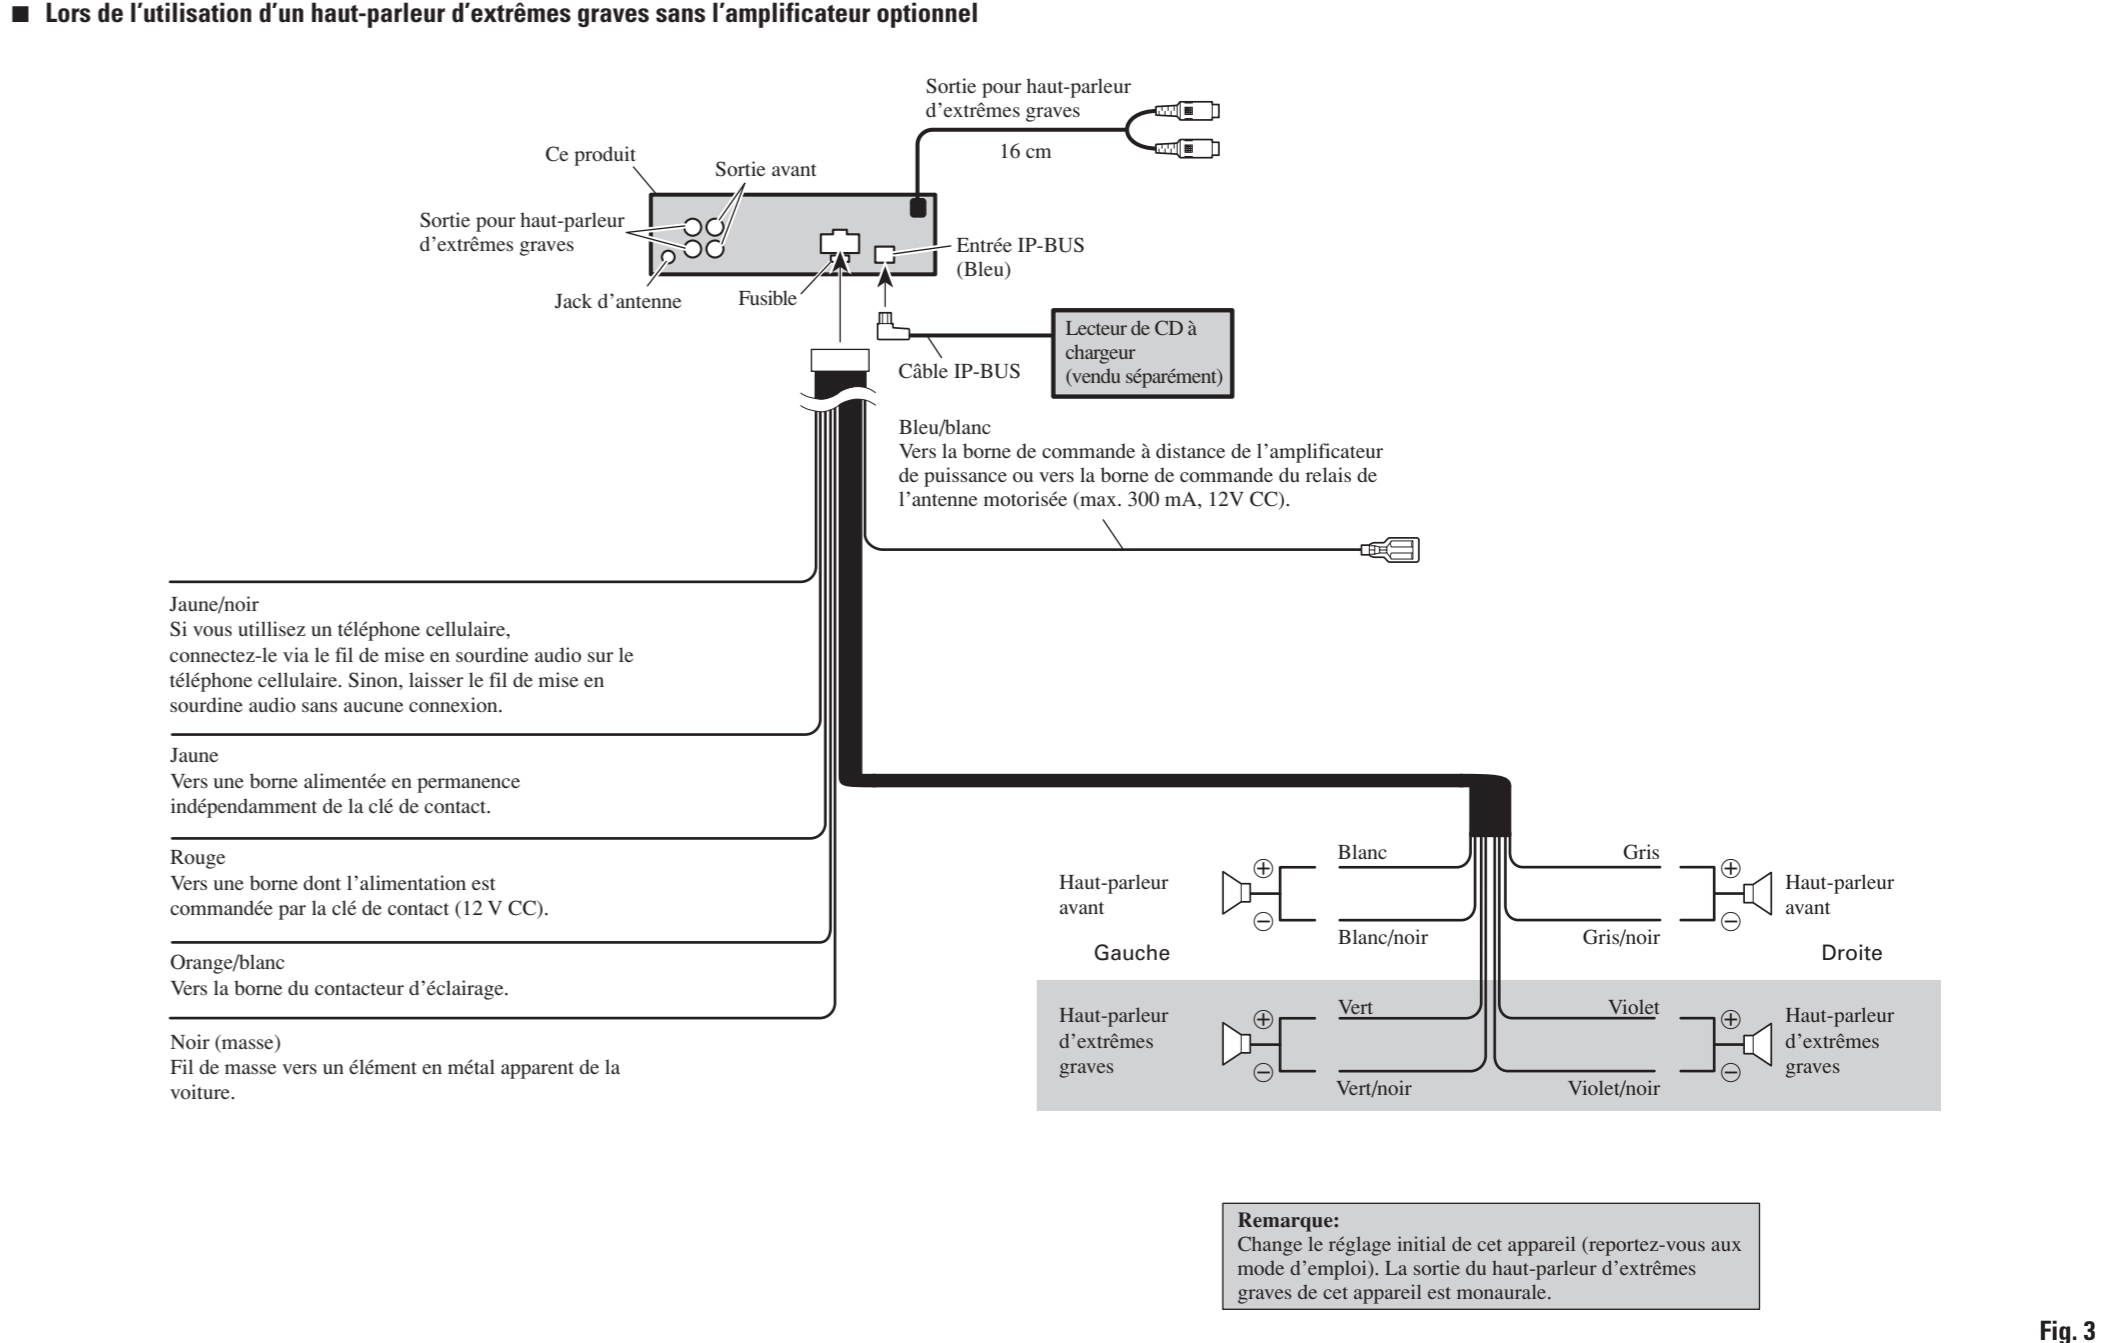 ■ Lors de l'utilisation d'un haut-parleur d'extrêmes graves sans l'amplificateur optionnel
Sortie pour haut-parleur
d'extrêmes graves
16 cm
Ce produit
Sortie avant
Sortie pour haut-parleur
d'extrêmes graves
Entrée IP-BUS
(Bleu)
Jack d'antenne
Fusible
Lecteur de CD à
chargeur
(vendu séparément)
Câble IP-BUS
Bleu/blanc
Vers la borne de commande à distance de l'amplificateur
de puissance ou vers la borne de commande du relais de
l'antenne motorisée (max. 300 mA, 12V CC).
Jaune/noir
Si vous utillisez un téléphone cellulaire,
connectez-le via le fil de mise en sourdine audio sur le
téléphone cellulaire. Sinon, laisser le fil de mise en
sourdine audio sans aucune connexion.
Jaune
Vers une borne alimentée en permanence
indépendamment de la clé de contact.
Rouge
Vers une borne dont l'alimentation est
commandée par la clé de contact (12 V CC).
Orange/blanc
Vers la borne du contacteur d'éclairage.
Noir (masse)
Fil de masse vers un élément en métal apparent de la
voiture.
Haut-parleur
avant
Gauche
⊕
⊖
Blanc
Blanc/noir
Gris
Gris/noir
⊕
⊖
Haut-parleur
avant
Droite
Haut-parleur
d'extrêmes
graves
⊕
⊖
Vert
Vert/noir
Violet
Violet/noir
⊕
⊖
Haut-parleur
d'extrêmes
graves
Remarque:
Change le réglage initial de cet appareil (reportez-vous aux
mode d'emploi). La sortie du haut-parleur d'extrêmes
graves de cet appareil est monaurale.
Fig. 3